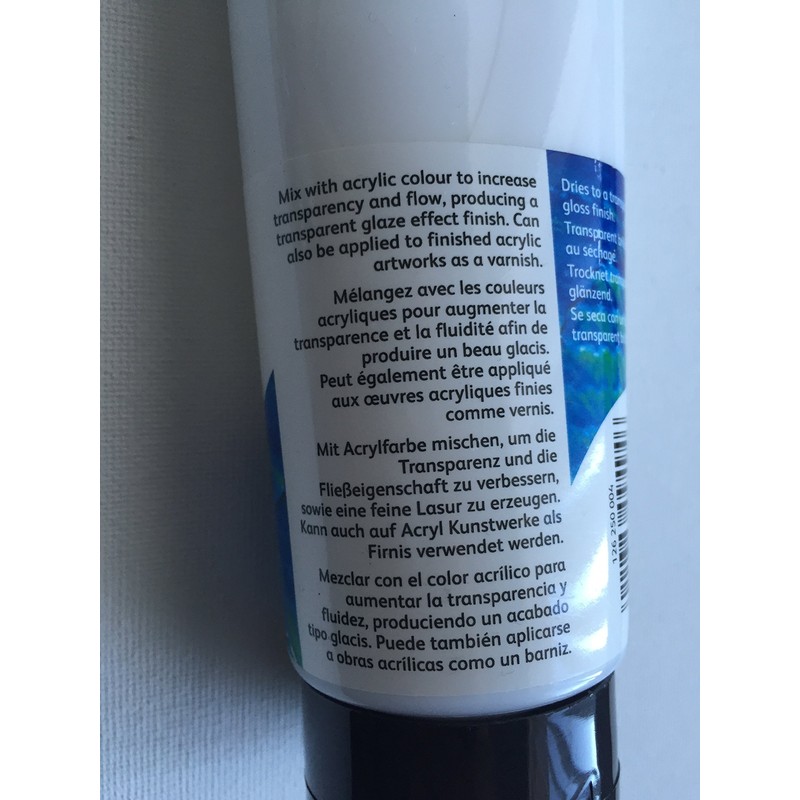 Mix with acrylic colour to increase
transparency and flow, producing a
transparent glaze effect finish. Can
also be applied to finished acrylic
artworks as a varnish.
Mélangez avec les couleurs
acryliques pour augmenter la
transparence et la fluidité afin de
produire un beau glacis.
Peut également être appliqué
aux œuvres acryliques finies
comme vernis.
Mit Acrylfarbe mischen, um die
Transparenz und die
Fließeigenschaft zu verbessern,
sowie eine feine Lasur zu erzeugen.
Kann auch auf Acryl Kunstwerke als
Firnis verwendet werden.
Mezclar con el color acrílico para
aumentar la transparencia y
fluidez, produciendo un acabado
tipo glacis. Puede también aplicarse
a obras acrílicas como un barniz.
Dries to a
gloss finish.
Transparent
au séchage.
Trocknet
glänzend.
Se seca
transparent
126 250 004